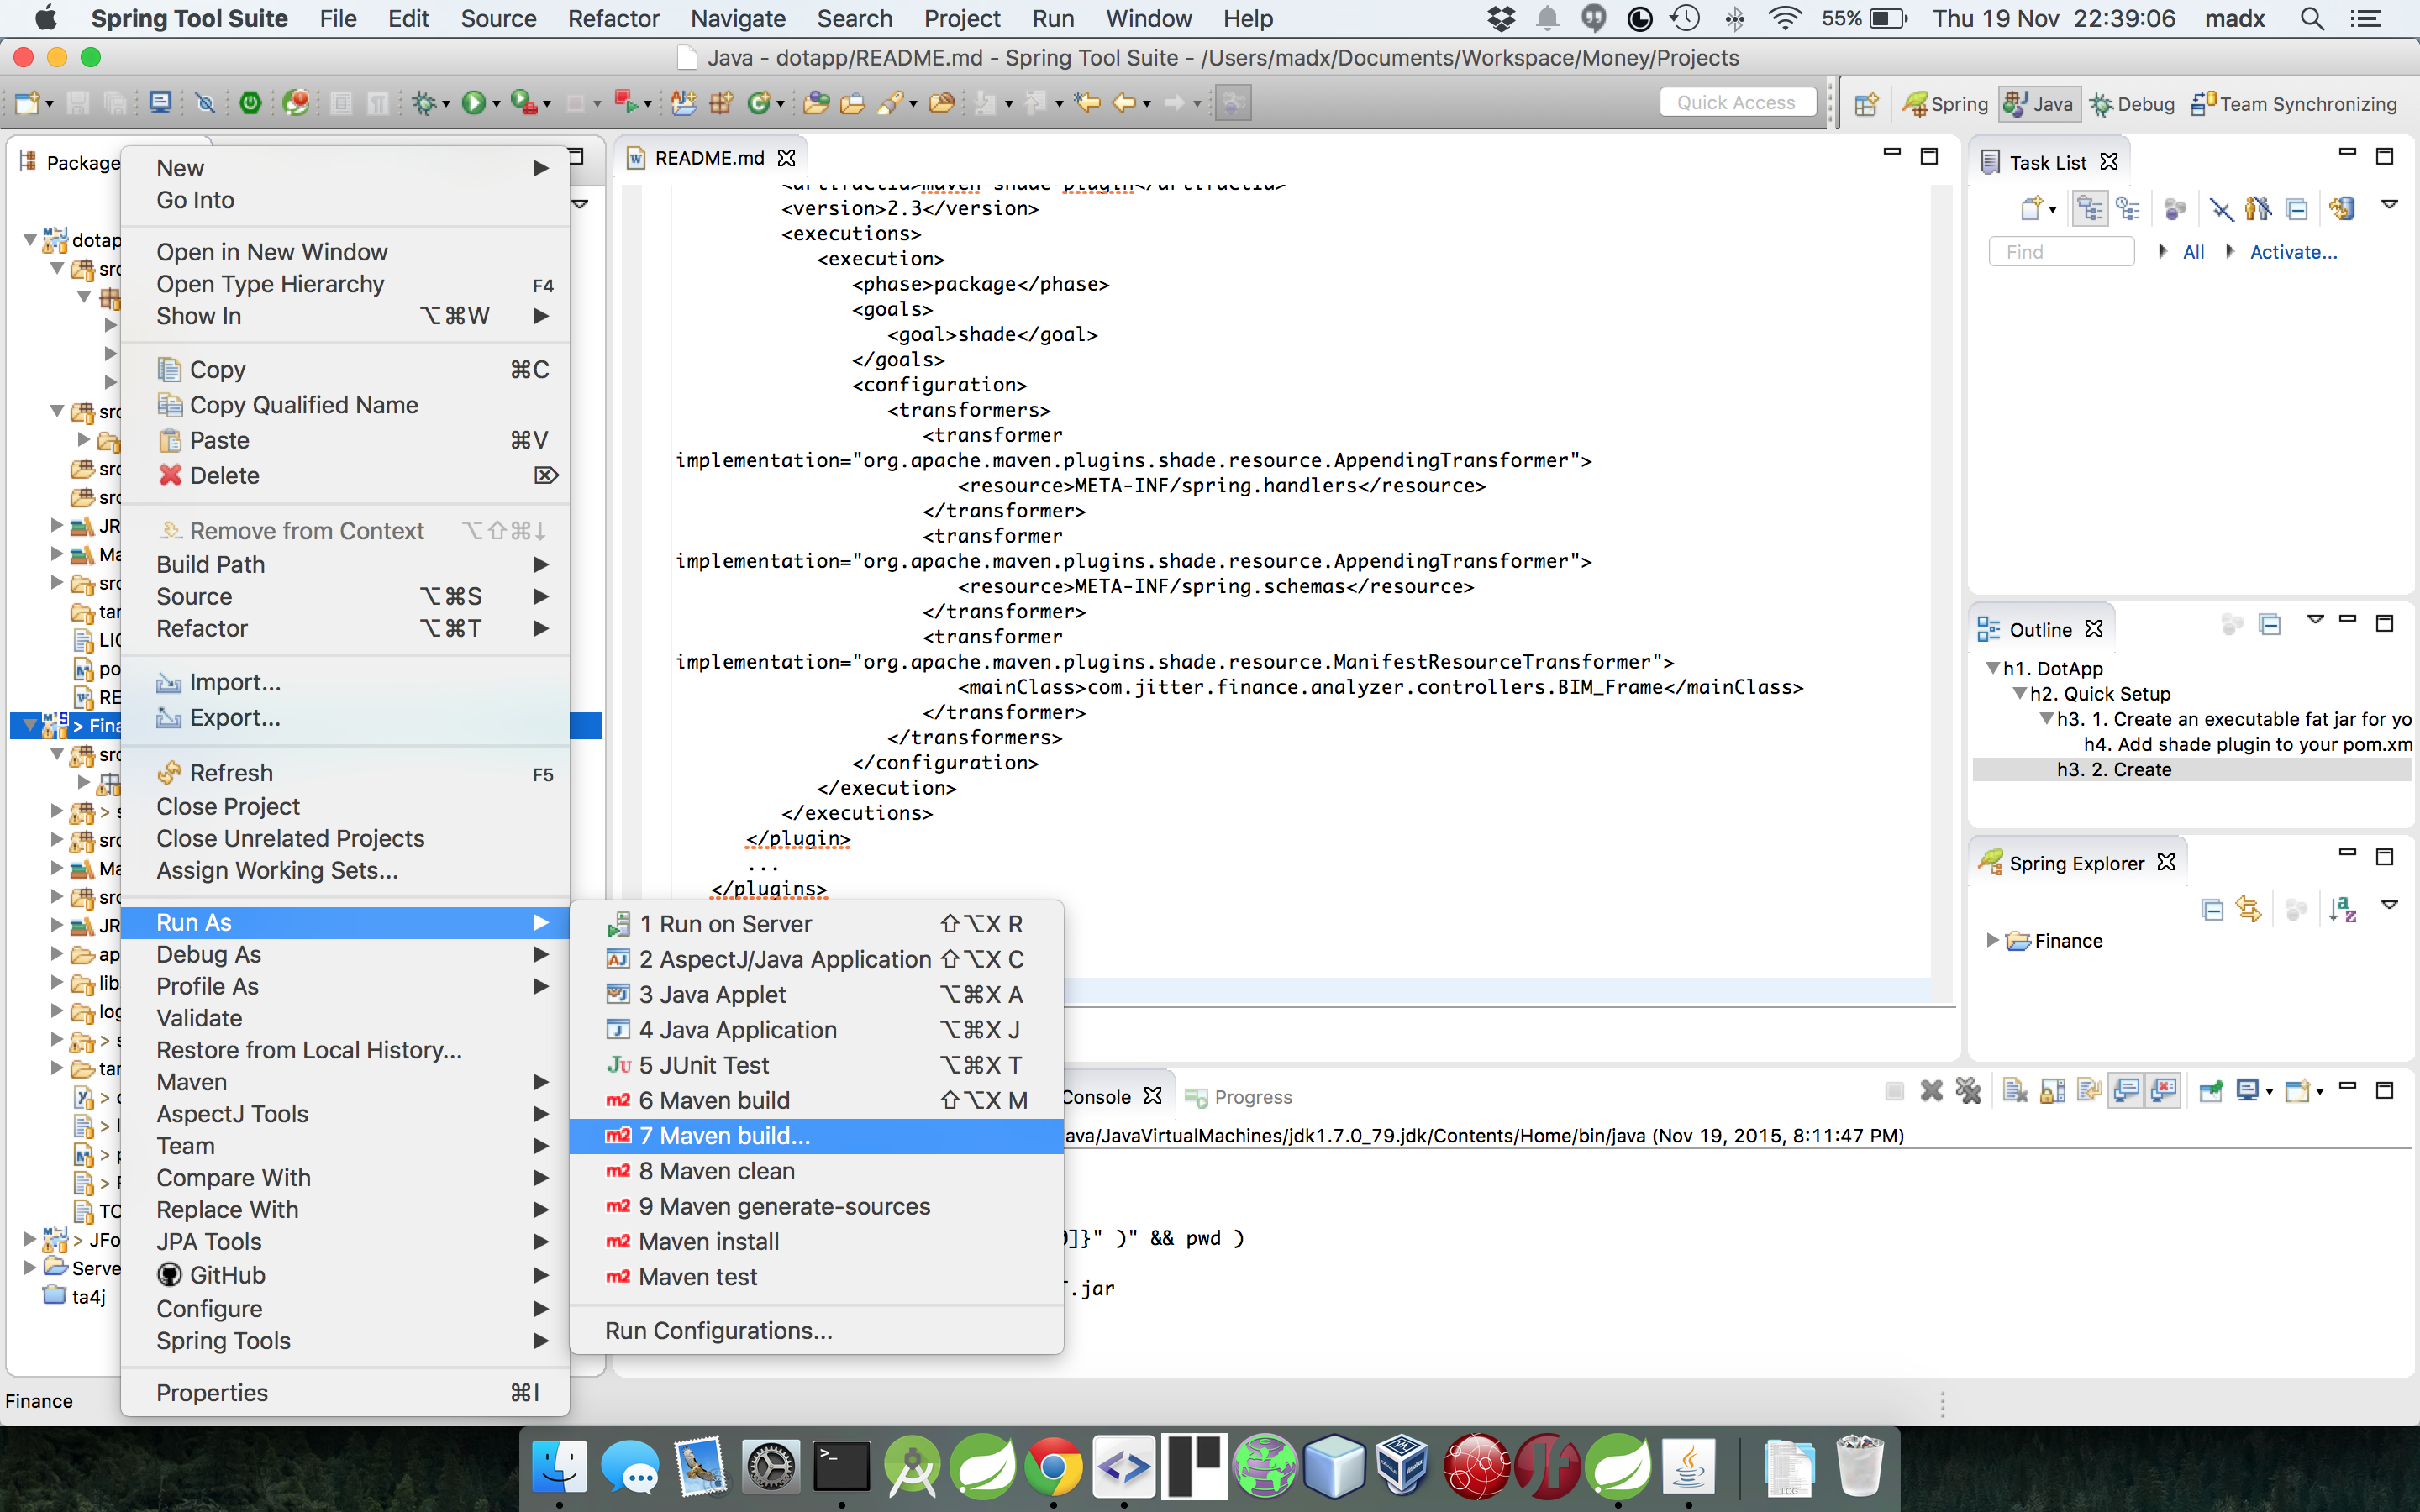 Spring Tool Suite File Edit Source Refactor Navigate Search Project Run Window Help 55% Thu 19 Nov 22:39:06 madx
Java - dotapp/README.md - Spring Tool Suite - /Users/madx/Documents/Workspace/Money/Projects
Quick Access Spring Java Debug Team Synchronizing
Package
dotap
src
src
src
src
JR
Ma
src
tar
LIC
po
RE
> Fina
src
> s
src
Ma
src
JR
ap
lib
log
> s
tar
>
> l
> p
>
TO
> JFo
Serve
ta4j
Finance
New
Go Into
Open in New Window
Open Type Hierarchy F4
Show In ⌥⌘W
Copy ⌘C
Copy Qualified Name
Paste ⌘V
Delete ⌦
Remove from Context ⌥⇧⌘↓
Build Path
Source ⌥⌘S
Refactor ⌥⌘T
Import...
Export...
Refresh F5
Close Project
Close Unrelated Projects
Assign Working Sets...
Run As
Debug As
Profile As
Validate
Restore from Local History...
Maven
AspectJ Tools
Team
Compare With
Replace With
JPA Tools
GitHub
Configure
Spring Tools
Properties ⌘I
1 Run on Server ⇧⌥X R
2 AspectJ/Java Application ⇧⌥X C
3 Java Applet ⌥⌘X A
4 Java Application ⌥⌘X J
5 JUnit Test ⌥⌘X T
6 Maven build ⇧⌥X M
7 Maven build...
8 Maven clean
9 Maven generate-sources
Maven install
Maven test
Run Configurations...
README.md
<artifactId>maven-shade-plugin</artifactId>
<version>2.3</version>
<executions>
<execution>
<phase>package</phase>
<goals>
<goal>shade</goal>
</goals>
<configuration>
<transformers>
<transformer
implementation="org.apache.maven.plugins.shade.resource.AppendingTransformer">
<resource>META-INF/spring.handlers</resource>
</transformer>
<transformer
implementation="org.apache.maven.plugins.shade.resource.AppendingTransformer">
<resource>META-INF/spring.schemas</resource>
</transformer>
<transformer
implementation="org.apache.maven.plugins.shade.resource.ManifestResourceTransformer">
<mainClass>com.jitter.finance.analyzer.controllers.BIM_Frame</mainClass>
</transformer>
</transformers>
</configuration>
</execution>
</executions>
</plugin>
...
</plugins>
Console Progress
ava/JavaVirtualMachines/jdk1.7.0_79.jdk/Contents/Home/bin/java (Nov 19, 2015, 8:11:47 PM)
]}" )" && pwd )
.jar
Task List
Find All Activate...
Outline
h1. DotApp
h2. Quick Setup
h3. 1. Create an executable fat jar for yo
h4. Add shade plugin to your pom.xm
h3. 2. Create
Spring Explorer
Finance
LOG